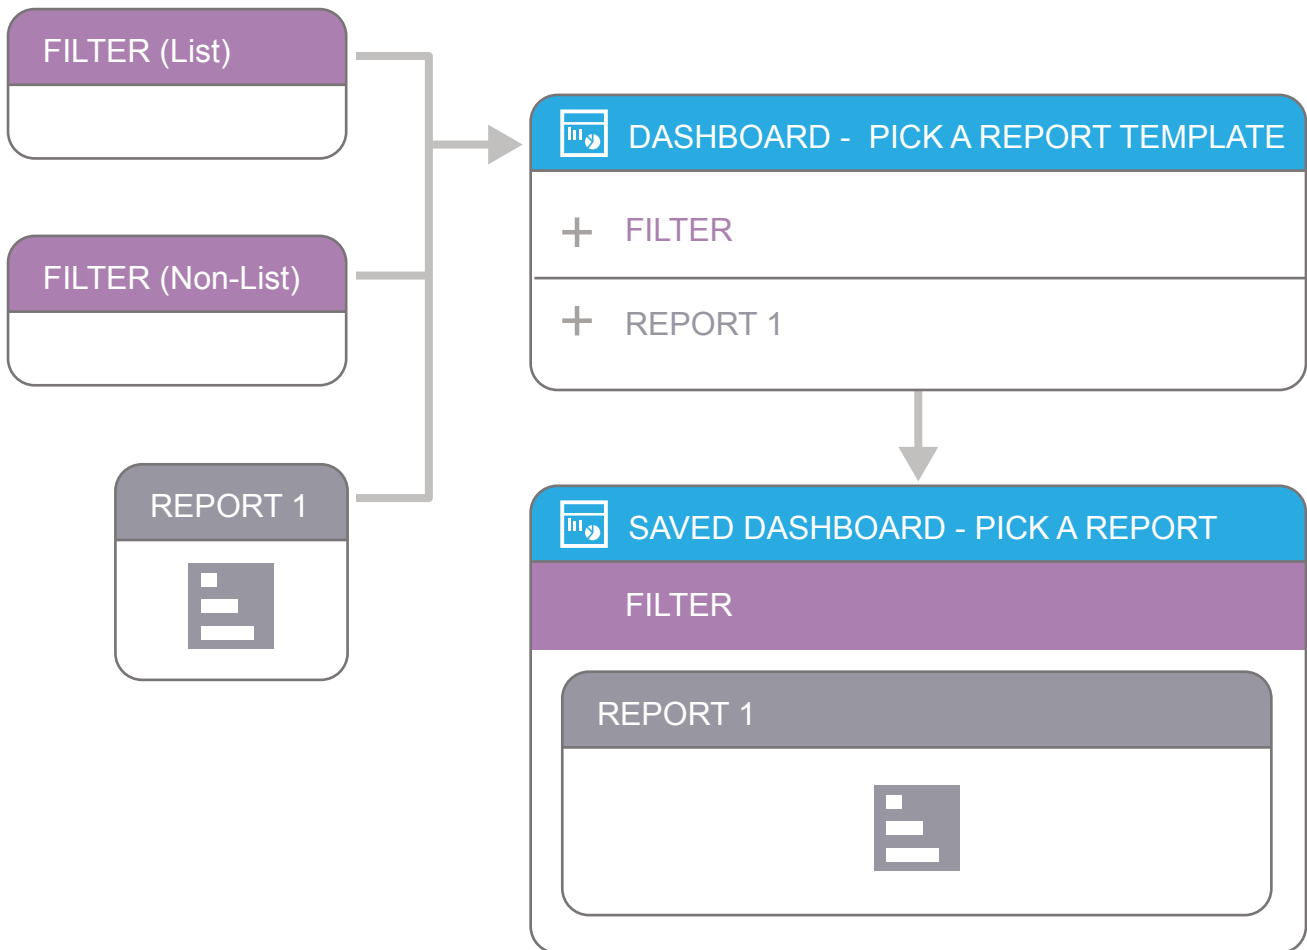 FILTER (List)
FILTER (Non-List)
REPORT 1
DASHBOARD -  PICK A REPORT TEMPLATE
+ FILTER
+ REPORT 1
SAVED DASHBOARD - PICK A REPORT
FILTER
REPORT 1